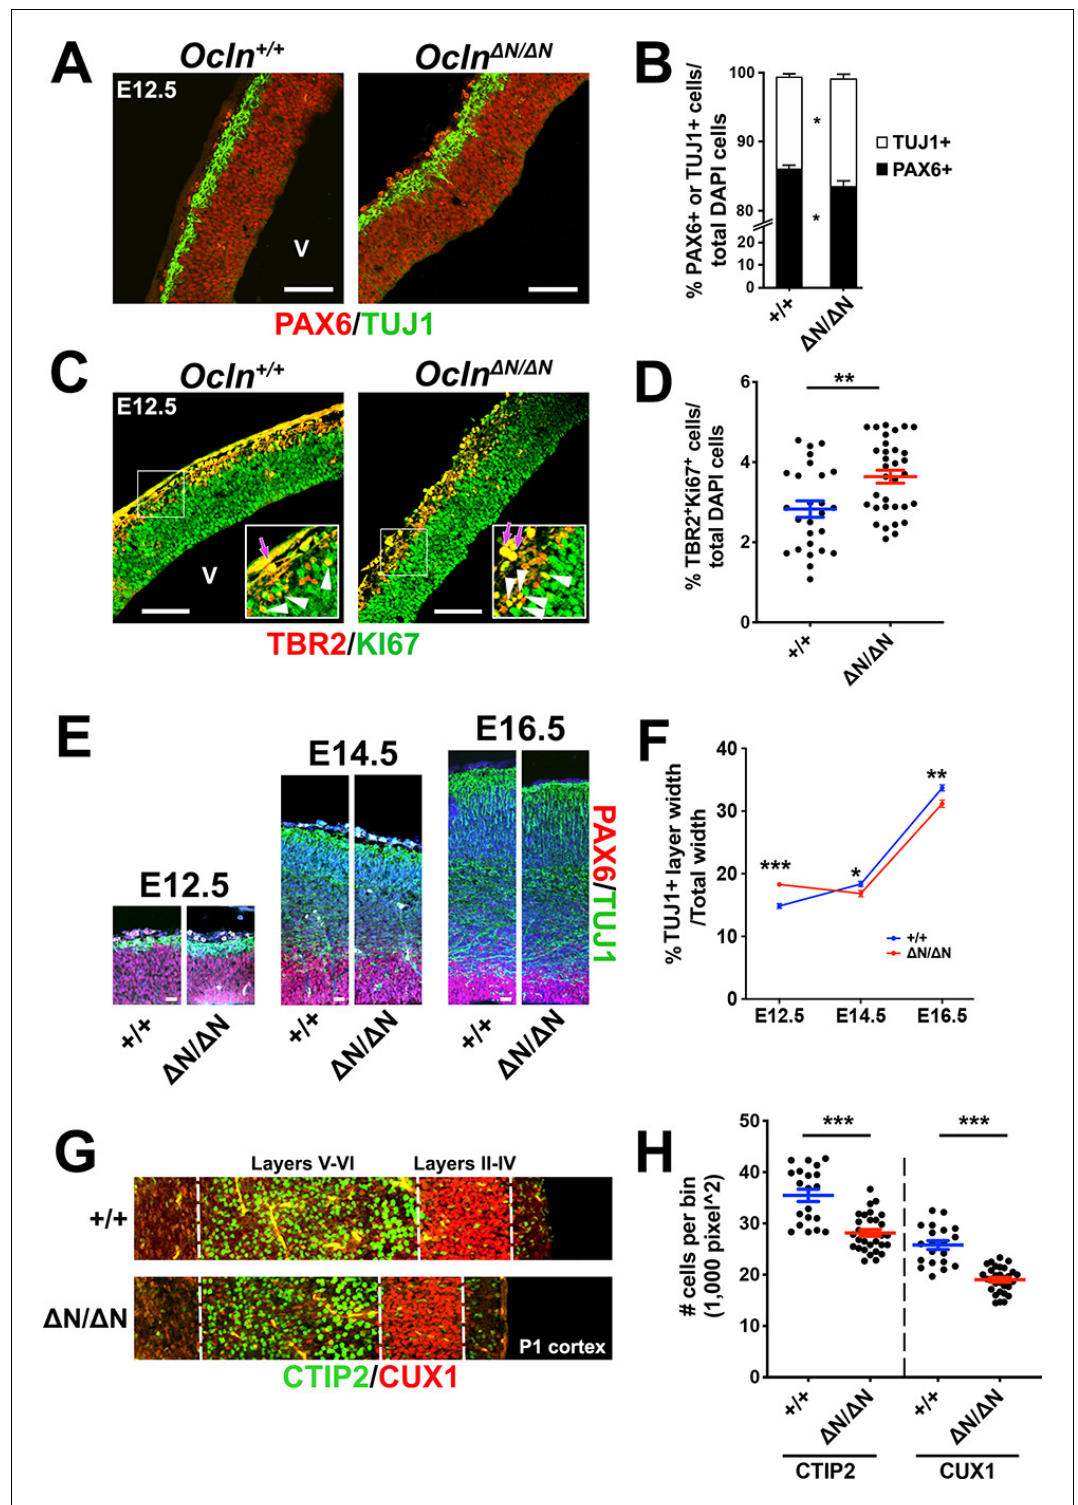 A
Ocln+/+
OclnΔN/ΔN
E12.5
V
PAX6/TUJ1
B
% PAX6+ or TUJ1+ cells/
total DAPI cells
100
90
80
20
10
0
*
*
TUJ1+
PAX6+
+/+
ΔN/ΔN
C
Ocln+/+
OclnΔN/ΔN
E12.5
V
TBR2/KI67
D
% TBR2+Ki67+ cells/
total DAPI cells
6
4
2
0
**
+/+
ΔN/ΔN
E
E12.5
E14.5
E16.5
PAX6/TUJ1
+/+
ΔN/ΔN
+/+
ΔN/ΔN
+/+
ΔN/ΔN
F
%TUJ1+ layer width
/Total width
40
30
20
10
0
***
*
**
+/+
ΔN/ΔN
E12.5 E14.5 E16.5
G
Layers V-VI Layers II-IV
+/+
ΔN/ΔN
P1 cortex
CTIP2/CUX1
H
# cells per bin
(1,000 pixel^2)
50
40
30
20
10
0
***
***
+/+
ΔN/ΔN
+/+
ΔN/ΔN
CTIP2
CUX1